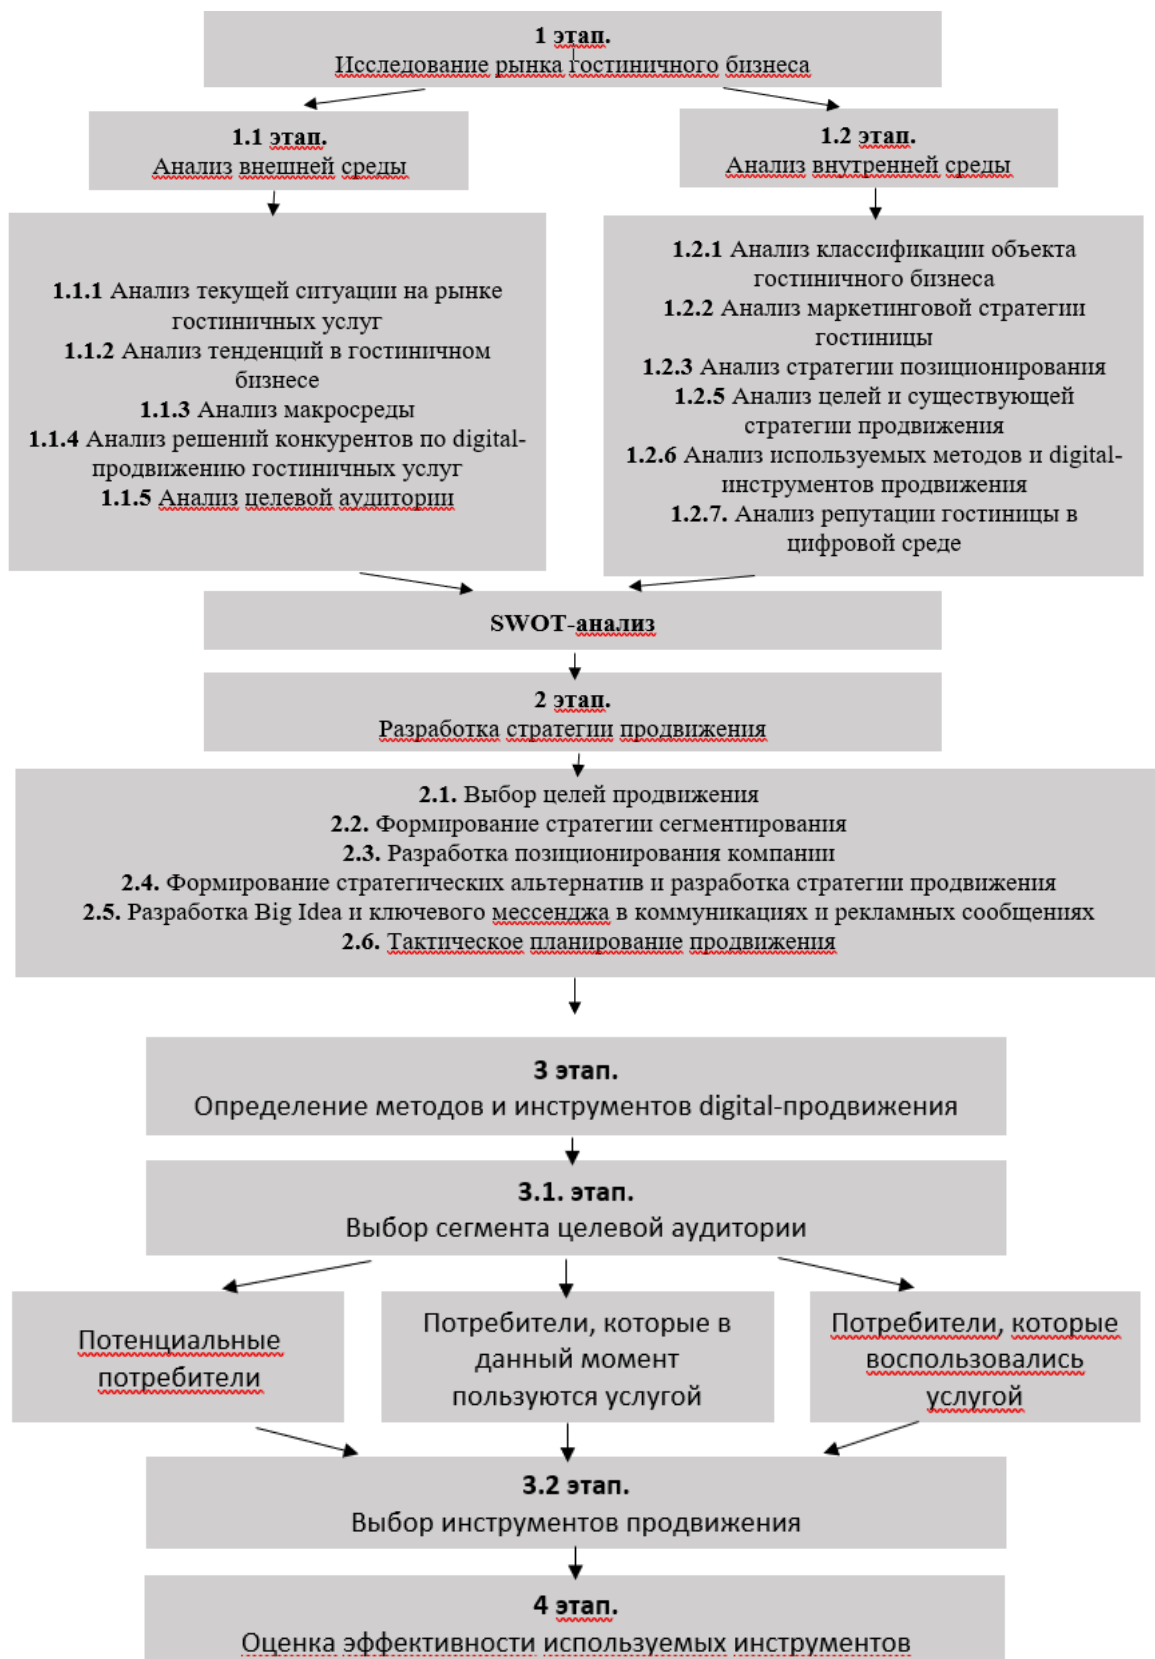 1 этап.
Исследование рынка гостиничного бизнеса
1.1 этап.
Анализ внешней среды
1.2 этап.
Анализ внутренней среды
1.1.1 Анализ текущей ситуации на рынке
гостиничных услуг
1.1.2 Анализ тенденций в гостиничном
бизнесе
1.1.3 Анализ макросреды
1.1.4 Анализ решений конкурентов по digital-
продвижению гостиничных услуг
1.1.5 Анализ целевой аудитории
1.2.1 Анализ классификации объекта
гостиничного бизнеса
1.2.2 Анализ маркетинговой стратегии
гостиницы
1.2.3 Анализ стратегии позиционирования
1.2.5 Анализ целей и существующей
стратегии продвижения
1.2.6 Анализ используемых методов и digital-
инструментов продвижения
1.2.7. Анализ репутации гостиницы в
цифровой среде
SWOT-анализ
2 этап.
Разработка стратегии продвижения
2.1. Выбор целей продвижения
2.2. Формирование стратегии сегментирования
2.3. Разработка позиционирования компании
2.4. Формирование стратегических альтернатив и разработка стратегии продвижения
2.5. Разработка Big Idea и ключевого мессенджа в коммуникациях и рекламных сообщениях
2.6. Тактическое планирование продвижения
3 этап.
Определение методов и инструментов digital-продвижения
3.1. этап.
Выбор сегмента целевой аудитории
Потенциальные
потребители
Потребители, которые в
данный момент
пользуются услугой
Потребители, которые
воспользовались
услугой
3.2 этап.
Выбор инструментов продвижения
4 этап.
Оценка эффективности используемых инструментов